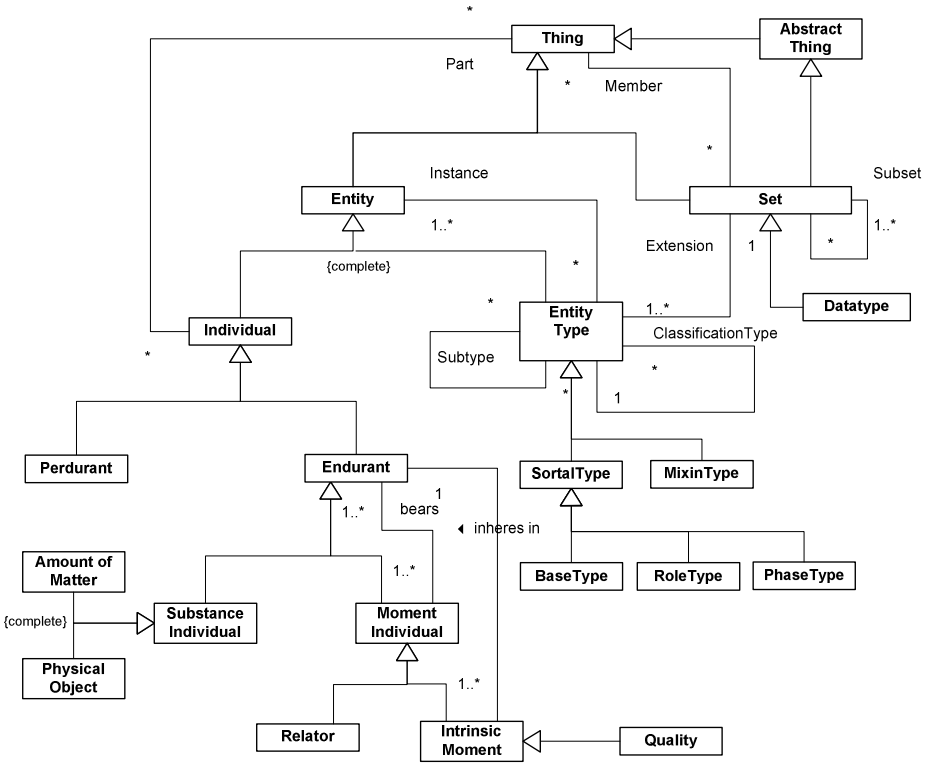 *
Thing
Abstract
Thing
Part
*
Member
*
Instance
Subset
Entity
Set
1..*
1..*
Extension
1
*
{complete}
*
*
Entity
Type
1..*
Datatype
Individual
ClassificationType
*
Subtype
*
*
1
Perdurant
Endurant
SortalType
MixinType
1
1..*
bears
◄ inheres in
Amount of
Matter
1..*
BaseType
RoleType
PhaseType
{complete}
Substance
Individual
Moment
Individual
Physical
Object
1..*
Relator
Intrinsic
Moment
Quality